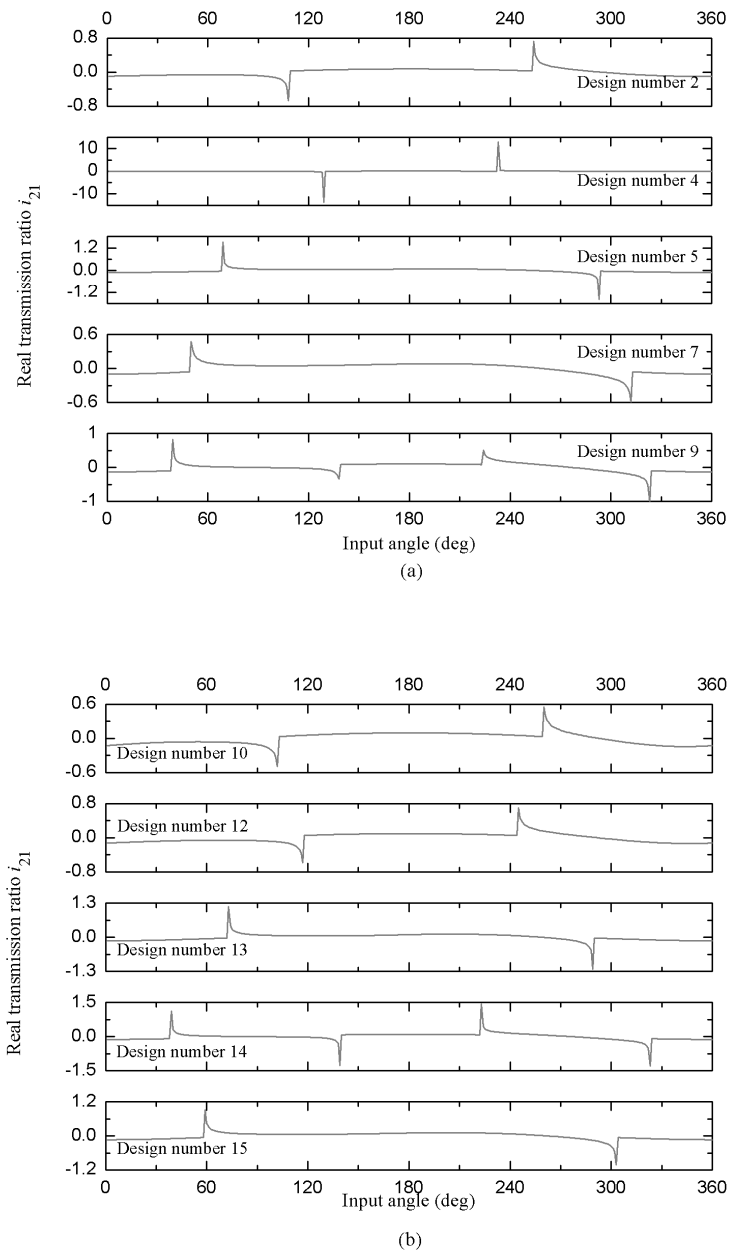 0 60 120 180 240 300 360
0.8
0.0
-0.8
Design number 2
10
0
-10
Design number 4
1.2
0.0
-1.2
Design number 5
0.6
0.0
-0.6
Design number 7
1
0
-1
Design number 9
Real transmission ratio i21
0 60 120 180 240 300 360
Input angle (deg)
(a)
0 60 120 180 240 300 360
0.6
0.0
-0.6
Design number 10
0.8
0.0
-0.8
Design number 12
1.3
0.0
-1.3
Design number 13
1.5
0.0
-1.5
Design number 14
1.2
0.0
-1.2
Design number 15
Real transmission ratio i21
0 60 120 180 240 300 360
Input angle (deg)
(b)